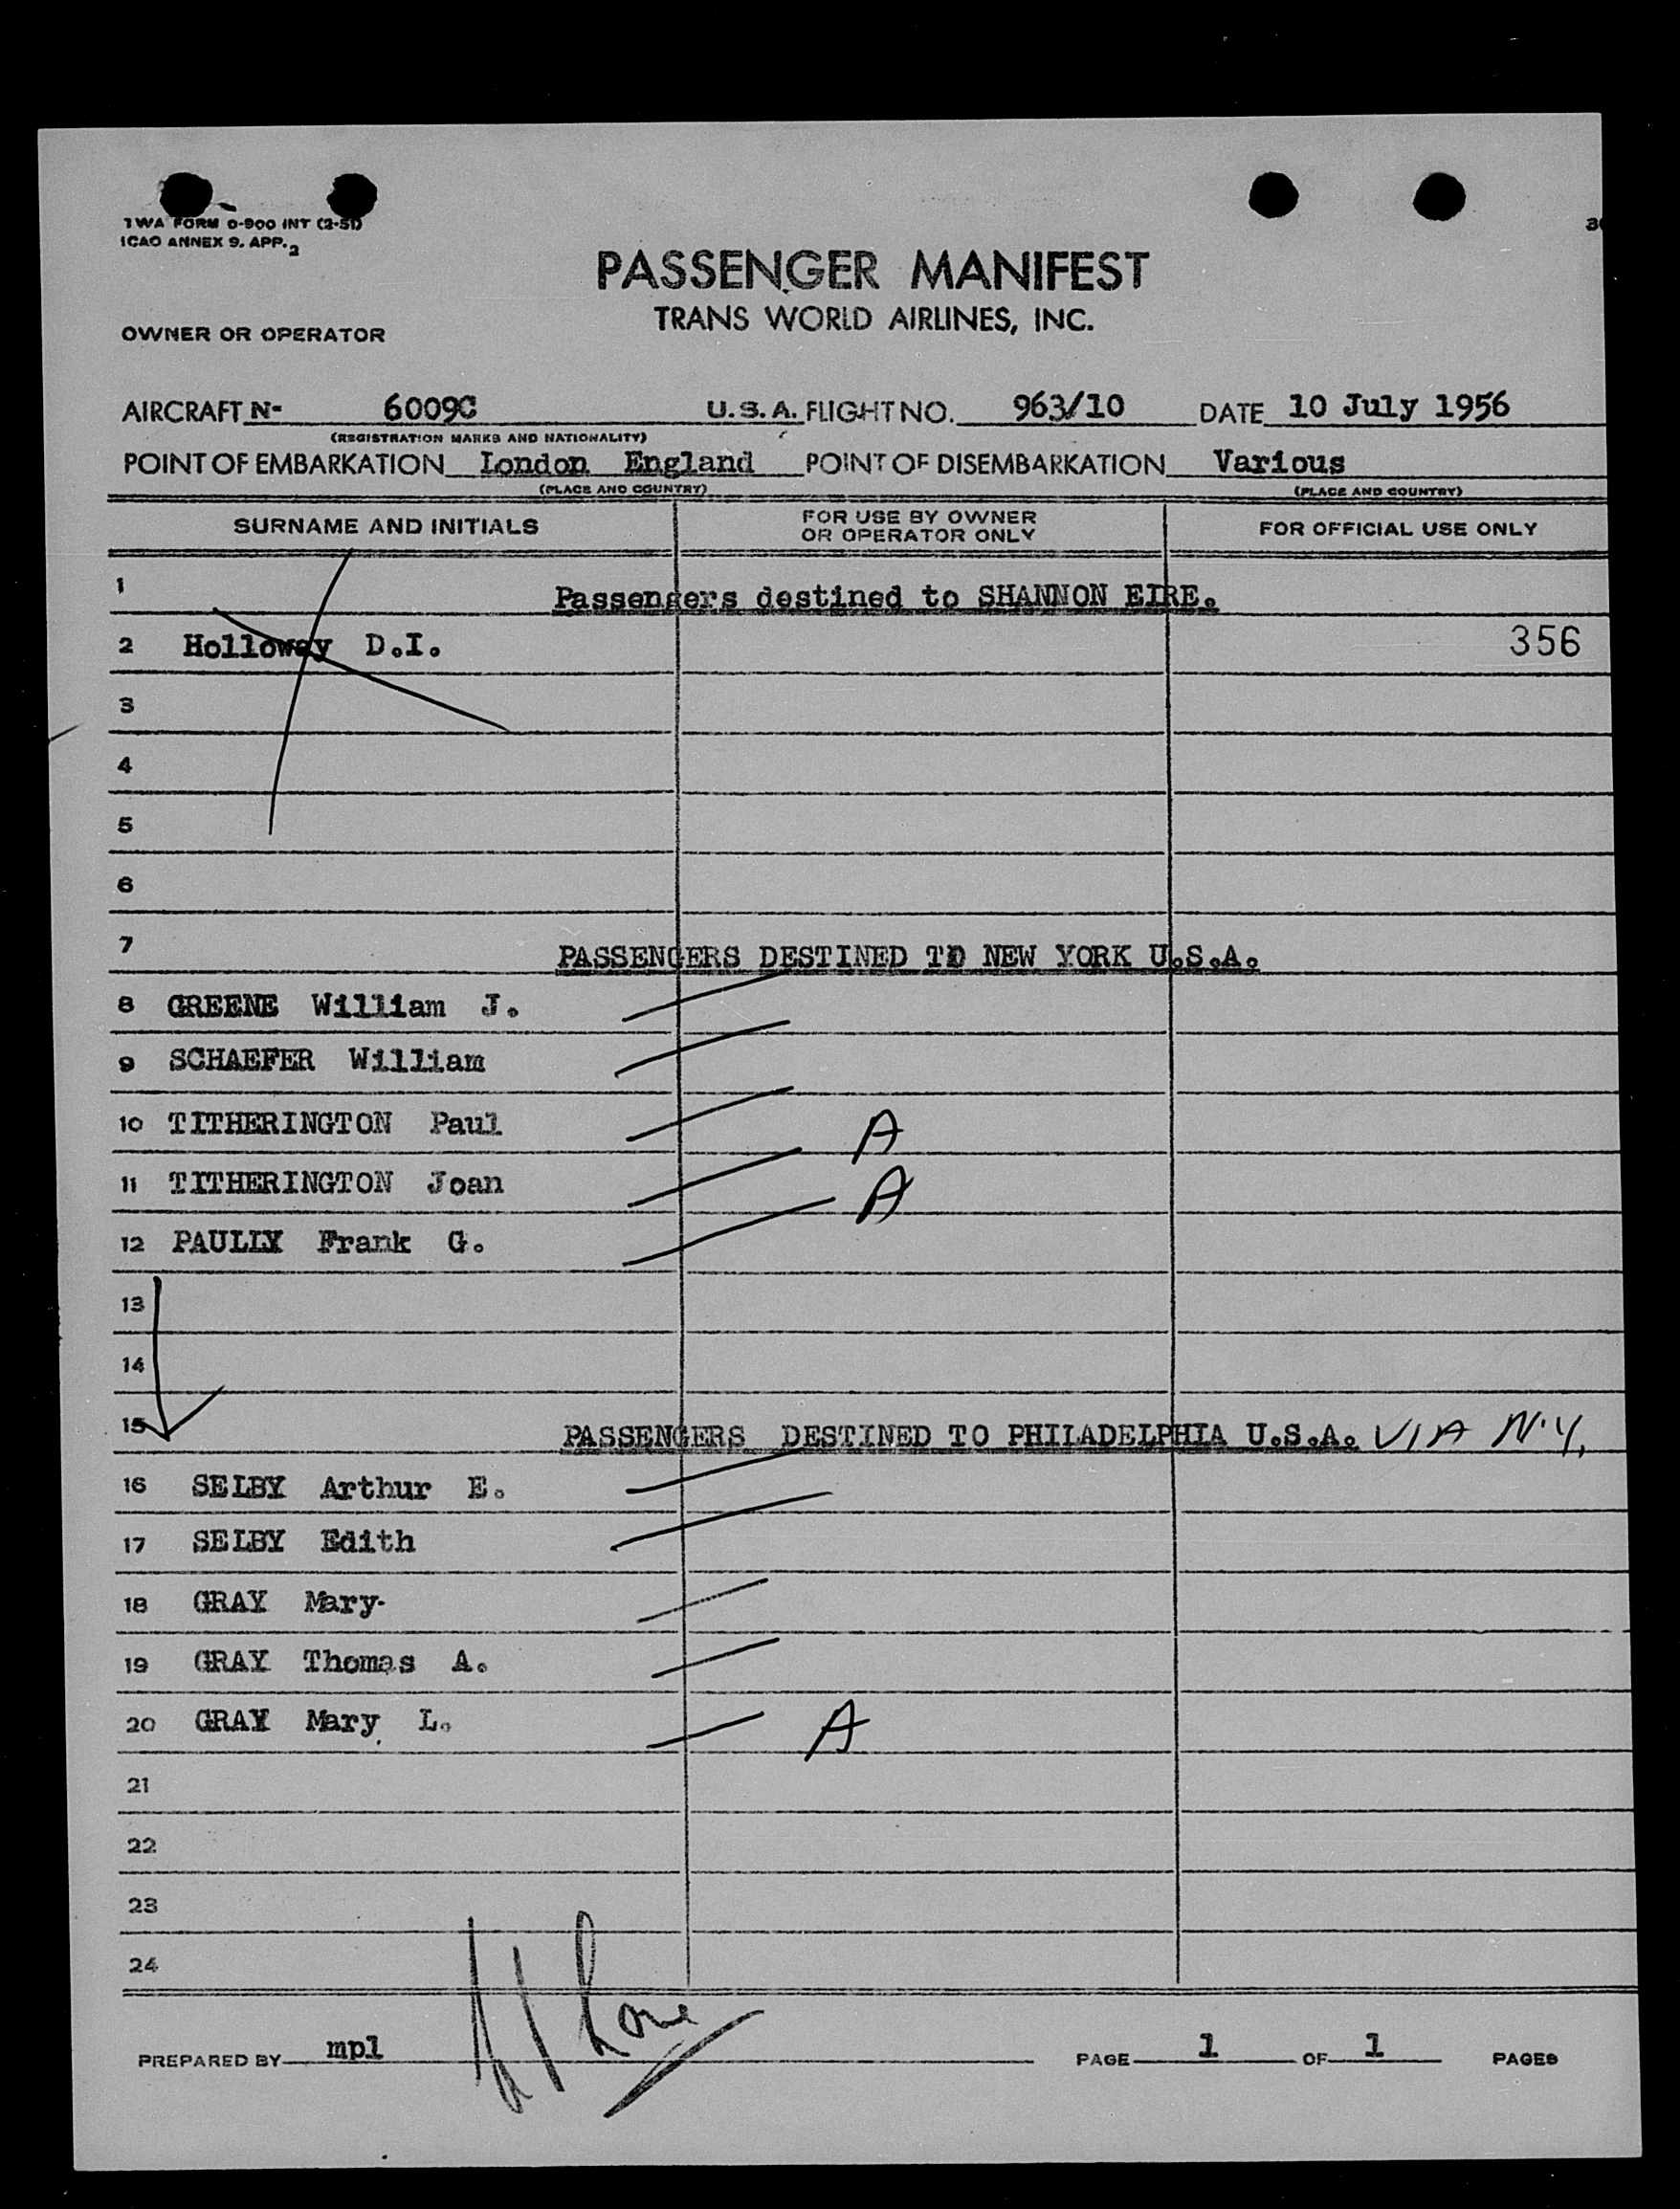 TWA FORM 0-900 INT (2-51)
ICAO ANNEX 9. APP. 2
PASSENGER MANIFEST
TRANS WORLD AIRLINES, INC.
OWNER OR OPERATOR
AIRCRAFT N- 6009C U.S.A. FLIGHT NO. 963/10 DATE 10 July 1956
(REGISTRATION MARKS AND NATIONALITY)
POINT OF EMBARKATION London England POINT OF DISEMBARKATION Various
(PLACE AND COUNTRY) (PLACE AND COUNTRY)
SURNAME AND INITIALS FOR USE BY OWNER OR OPERATOR ONLY FOR OFFICIAL USE ONLY
1 Passengers destined to SHANNON EIRE.
2 Holloway D.I. 356
3
4
5
6
7 PASSENGERS DESTINED TO NEW YORK U.S.A.
8 GREENE William J.
9 SCHAEFER William
10 TITHERINGTON Paul A
11 TITHERINGTON Joan A
12 PAULLY Frank G.
13
14
15 PASSENGERS DESTINED TO PHILADELPHIA U.S.A. VIA N.Y.
16 SELBY Arthur E.
17 SELBY Edith
18 GRAY Mary-
19 GRAY Thomas A.
20 GRAY Mary L. A
21
22
23
24
PREPARED BY mpl PAGE 1 OF 1 PAGES